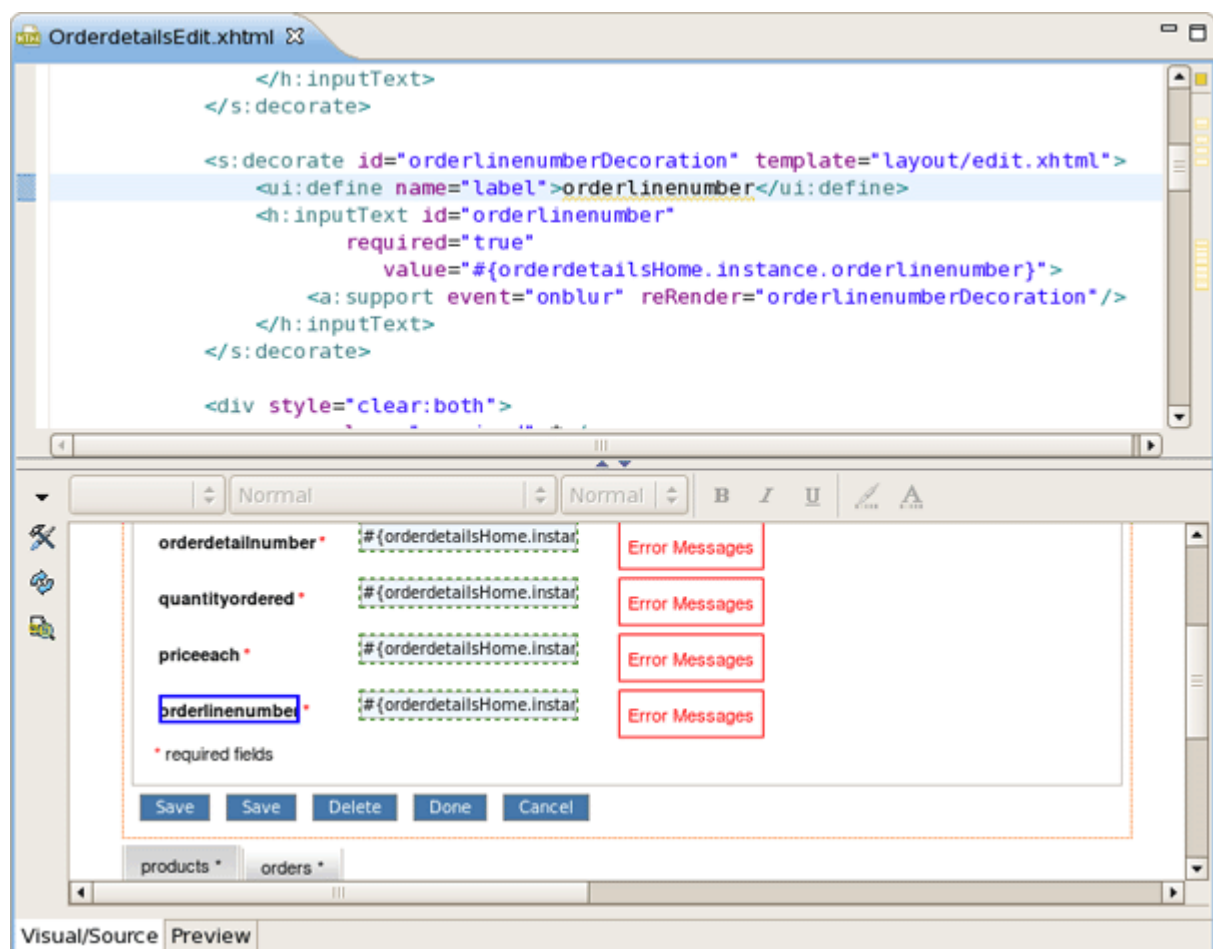 OrderdetailsEdit.xhtml
</h:inputText>
</s:decorate>
<s:decorate id="orderlinenumberDecoration" template="layout/edit.xhtml">
<ui:define name="label">orderlinenumber</ui:define>
<h:inputText id="orderlinenumber"
required="true"
value="#{orderdetailsHome.instance.orderlinenumber}">
<a:support event="onblur" reRender="orderlinenumberDecoration"/>
</h:inputText>
</s:decorate>
<div style="clear:both">
Normal Normal B I U A
orderdetailnumber * #{orderdetailsHome.instar Error Messages
quantityordered * #{orderdetailsHome.instar Error Messages
priceeach * #{orderdetailsHome.instar Error Messages
orderlinenumber * #{orderdetailsHome.instar Error Messages
* required fields
Save Save Delete Done Cancel
products * orders *
Visual/Source Preview